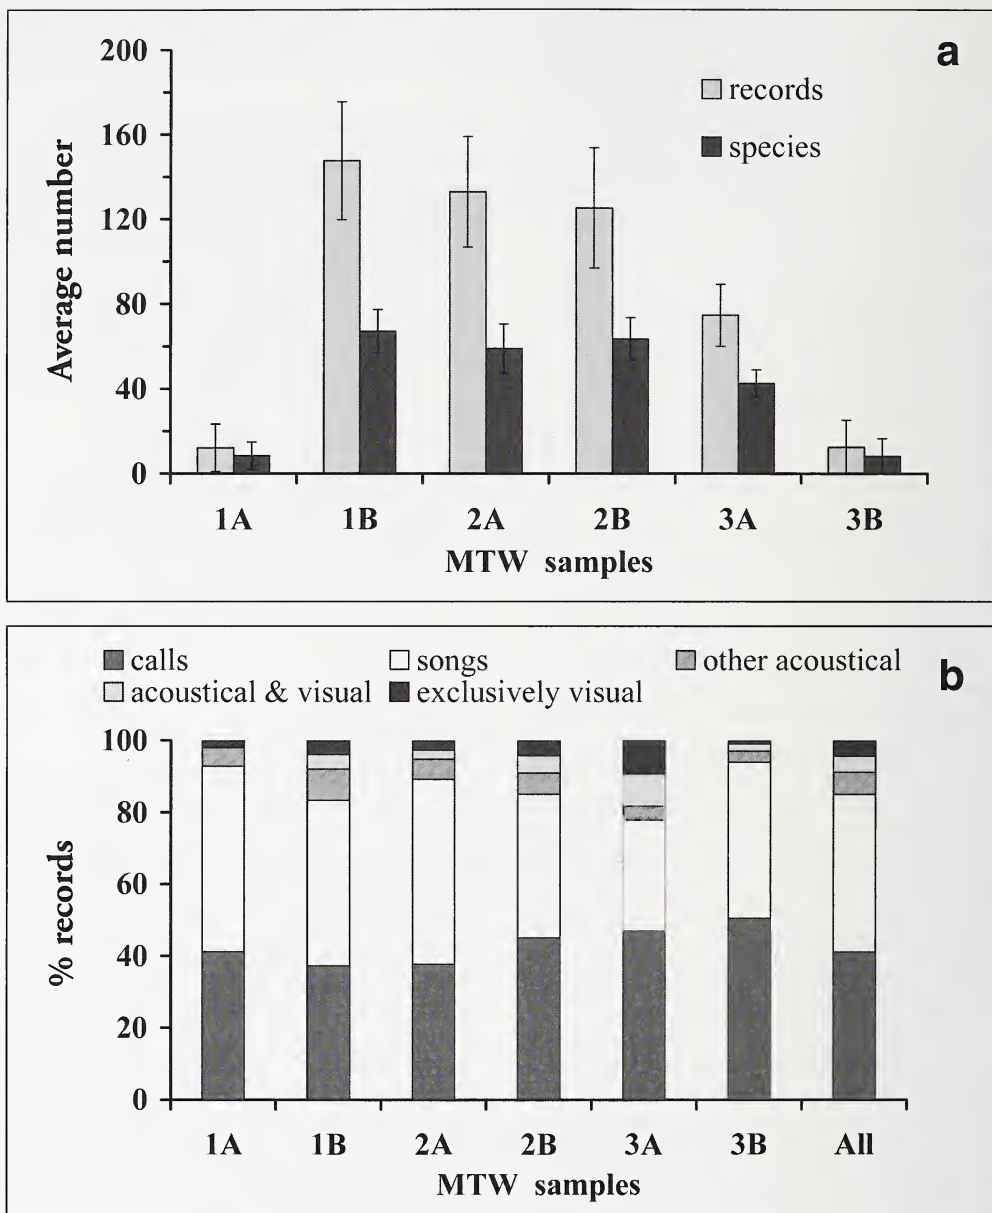 a
200
160
120
80
40
0
Average number
records
species
1A 1B 2A 2B 3A 3B
MTW samples
b
calls songs other acoustical
acoustical & visual exclusively visual
100
80
60
40
20
0
% records
1A 1B 2A 2B 3A 3B All
MTW samples